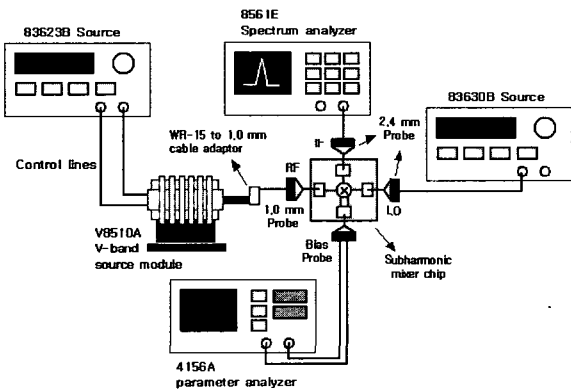 83623B Source
8561E
Spectrum analyzer
83630B Source
2.4 mm
Probe
WR-15 to 1.0 mm
cable adaptor
IF
RF
Control lines
LO
1.0 mm
Probe
V8510A
V-band
source module
Bias
Probe
Subharmonic
mixer chip
4156A
parameter analyzer